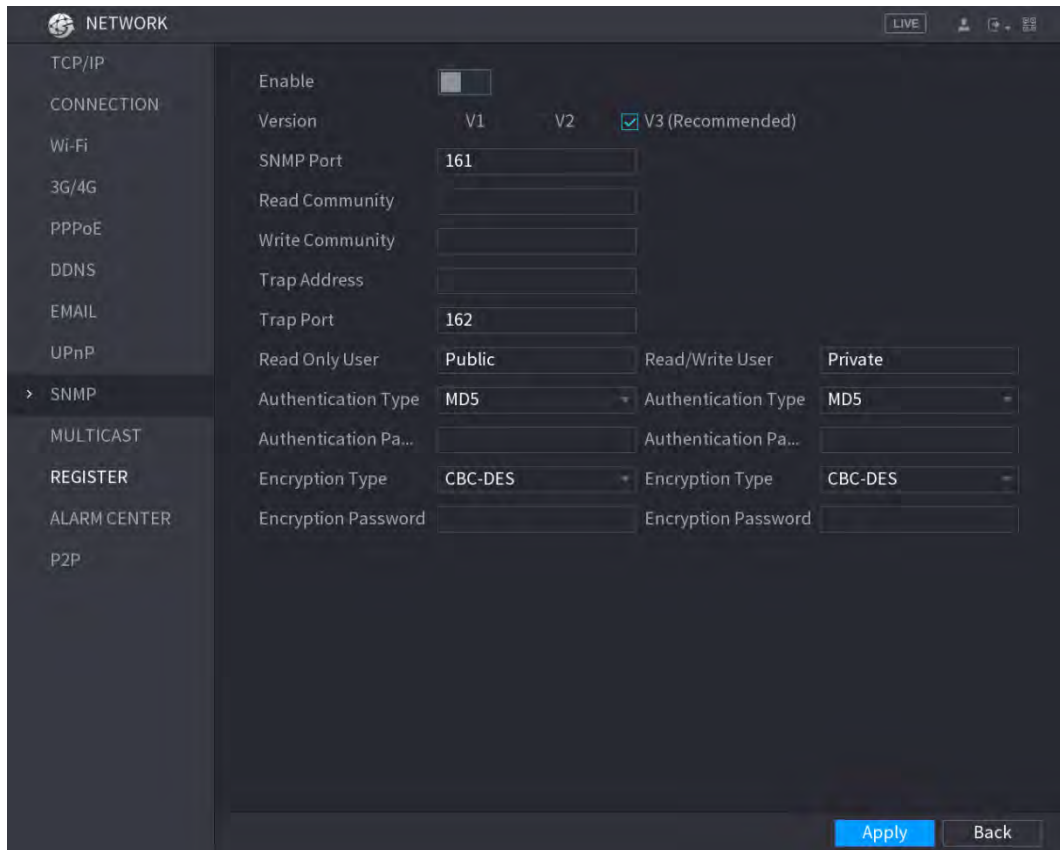 NETWORK LIVE
TCP/IP
CONNECTION
Wi-Fi
3G/4G
PPPoE
DDNS
EMAIL
UPnP
SNMP
MULTICAST
REGISTER
ALARM CENTER
P2P
Enable
Version V1 V2 V3 (Recommended)
SNMP Port 161
Read Community
Write Community
Trap Address
Trap Port 162
Read Only User Public Read/Write User Private
Authentication Type MD5 Authentication Type MD5
Authentication Pa... Authentication Pa...
Encryption Type CBC-DES Encryption Type CBC-DES
Encryption Password Encryption Password
Apply Back